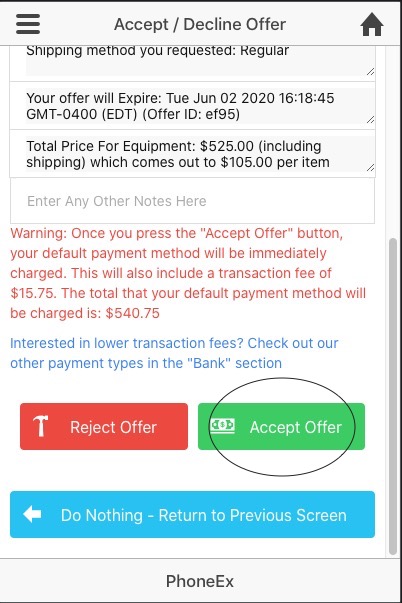 Accept / Decline Offer
Shipping method you requested: Regular
Your offer will Expire: Tue Jun 02 2020 16:18:45
GMT-0400 (EDT) (Offer ID: ef95)
Total Price For Equipment: $525.00 (including
shipping) which comes out to $105.00 per item
Enter Any Other Notes Here
Warning: Once you press the "Accept Offer" button,
your default payment method will be immediately
charged. This will also include a transaction fee of
$15.75. The total that your default payment method will
be charged is: $540.75
Interested in lower transaction fees? Check out our
other payment types in the "Bank" section
Reject Offer
Accept Offer
Do Nothing - Return to Previous Screen
PhoneEx